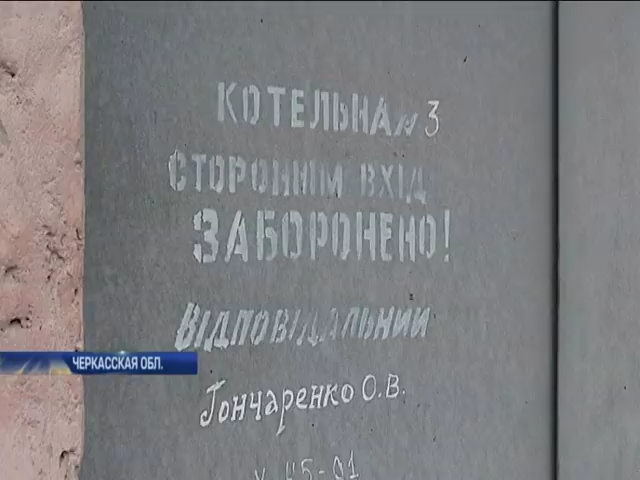 КОТЕЛЬНА № 3
СТОРОННІМ ВХІД
ЗАБОРОНЕНО!
ВІДПОВІДАЛЬНИЙ
ЧЕРКАССКАЯ ОБЛ.
Гончаренко О.В.